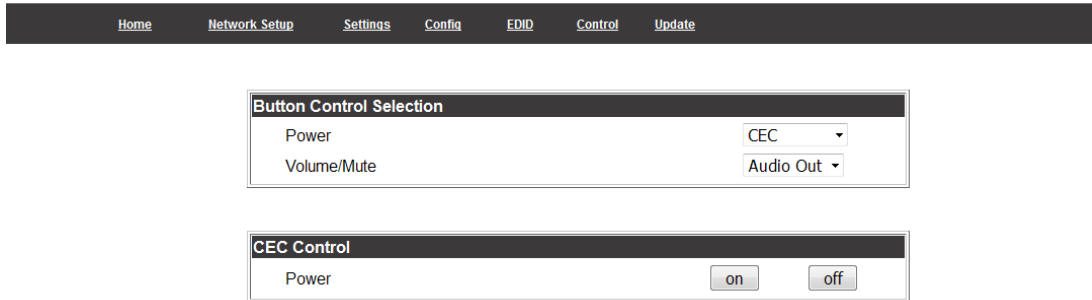 Home Network Setup Settings Config EDID Control Update
Button Control Selection
Power CEC
Volume/Mute Audio Out
CEC Control
Power on off